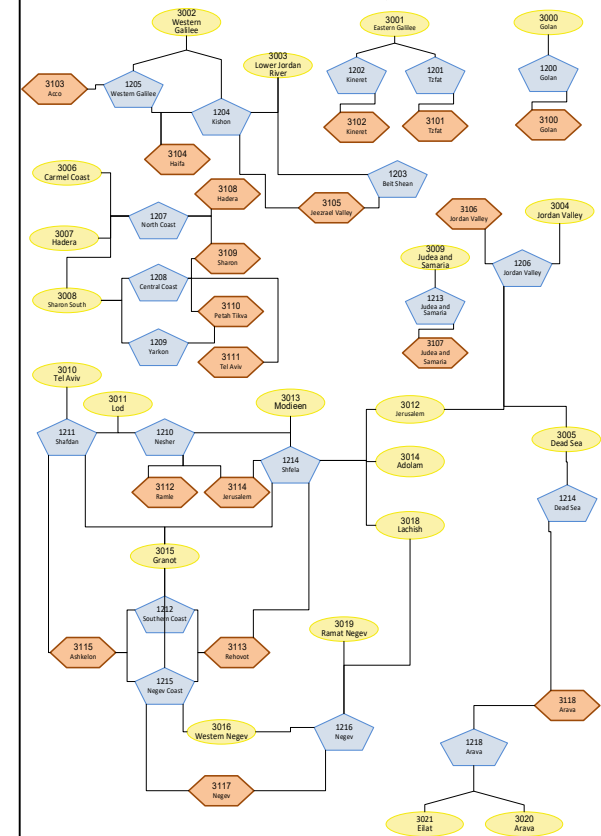 3002
Western
Galilee
3001
Eastern Galilee
3000
Golan
3003
Lower Jordan
River
3103
Acco
1205
Western Galilee
1204
Kishon
1202
Kineret
1201
Tzfat
1200
Golan
3102
Kineret
3101
Tzfat
3100
Golan
3104
Haifa
3006
Carmel Coast
3108
Hadera
1203
Beit Shean
3105
Jeezrael Valley
3106
Jordan Valley
3004
Jordan Valley
1207
North Coast
3007
Hadera
3109
Sharon
3009
Judea and
Samaria
1206
Jordan Valley
1208
Central Coast
3008
Sharon South
3110
Petah Tikva
1213
Judea and
Samaria
1209
Yarkon
3111
Tel Aviv
3107
Judea and
Samaria
3010
Tel Aviv
3011
Lod
3013
Modieen
3012
Jerusalem
1211
Shafdan
1210
Nesher
3005
Dead Sea
1214
Shfela
3014
Adolam
3112
Ramle
3114
Jerusalem
1214
Dead Sea
3018
Lachish
3015
Granot
1212
Southern Coast
3019
Ramat Negev
3115
Ashkelon
3113
Rehovot
1215
Negev Coast
3118
Arava
3016
Western Negev
1216
Negev
1218
Arava
3117
Negev
3021
Eilat
3020
Arava